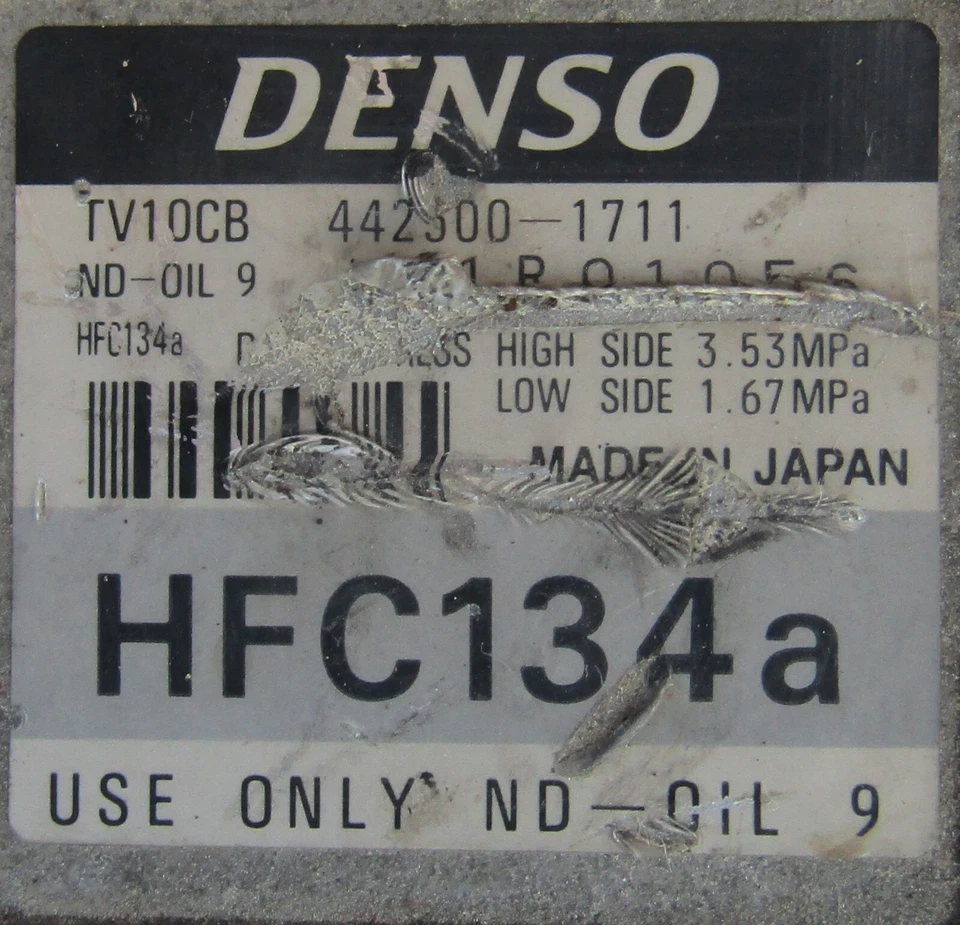 DENSO
TV10CB 442500-1711
ND-OIL 9
HFC134a HIGH SIDE 3.53MPa
LOW SIDE 1.67MPa
MADE IN JAPAN
HFC134a
USE ONLY ND-OIL 9